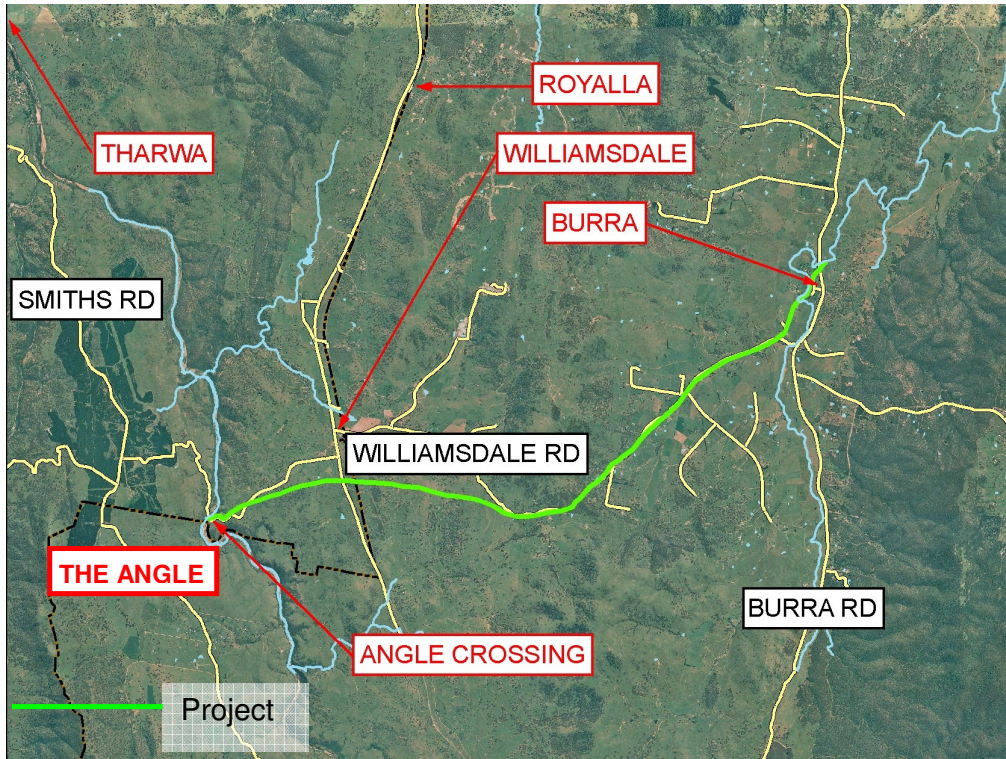 ROYALLA
THARWA
WILLIAMSDALE
BURRA
SMITHS RD
WILLIAMSDALE RD
THE ANGLE
BURRA RD
ANGLE CROSSING
Project